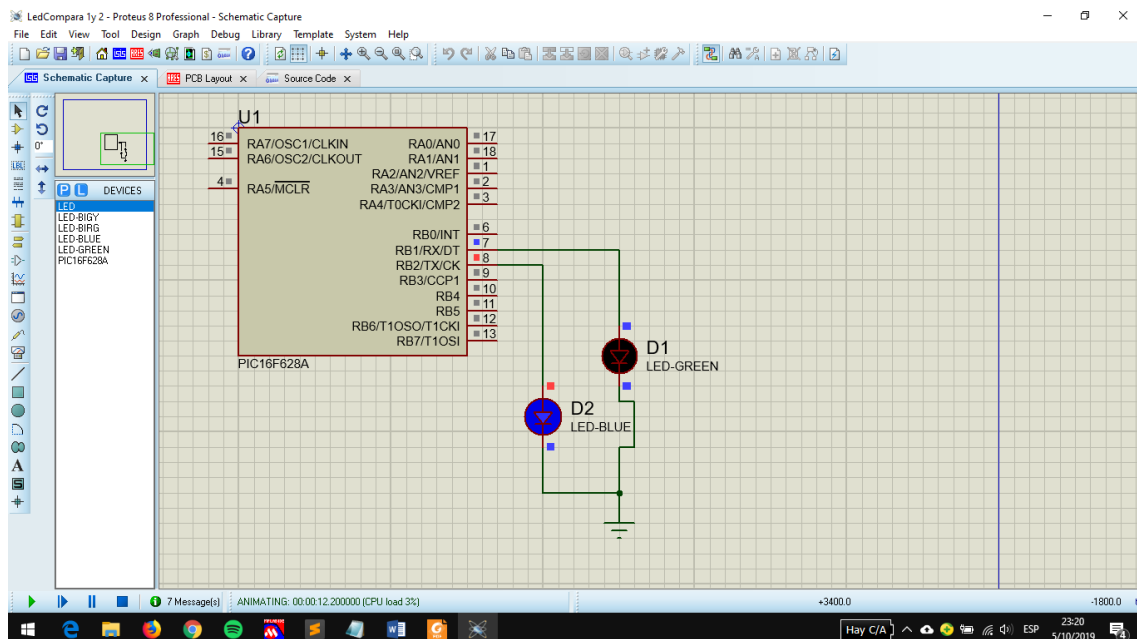 LedCompara 1y 2 - Proteus 8 Professional - Schematic Capture
File Edit View Tool Design Graph Debug Library Template System Help
Schematic Capture
PCB Layout
Source Code
0°
P L DEVICES
LED
LED-BIGY
LED-BIRG
LED-BLUE
LED-GREEN
PIC16F628A
U1
16 RA7/OSC1/CLKIN RA0/AN0 17
15 RA6/OSC2/CLKOUT RA1/AN1 18
RA2/AN2/VREF 1
4 RA5/MCLR RA3/AN3/CMP1 2
RA4/T0CKI/CMP2 3
RB0/INT 6
RB1/RX/DT 7
RB2/TX/CK 8
RB3/CCP1 9
RB4 10
RB5 11
RB6/T1OSO/T1CKI 12
RB7/T1OSI 13
PIC16F628A
D1
LED-GREEN
D2
LED-BLUE
7 Message(s) ANIMATING: 00:00:12.200000 (CPU load 3%) +3400.0 -1800.0
Hay C/A ESP 23:20
5/10/2019